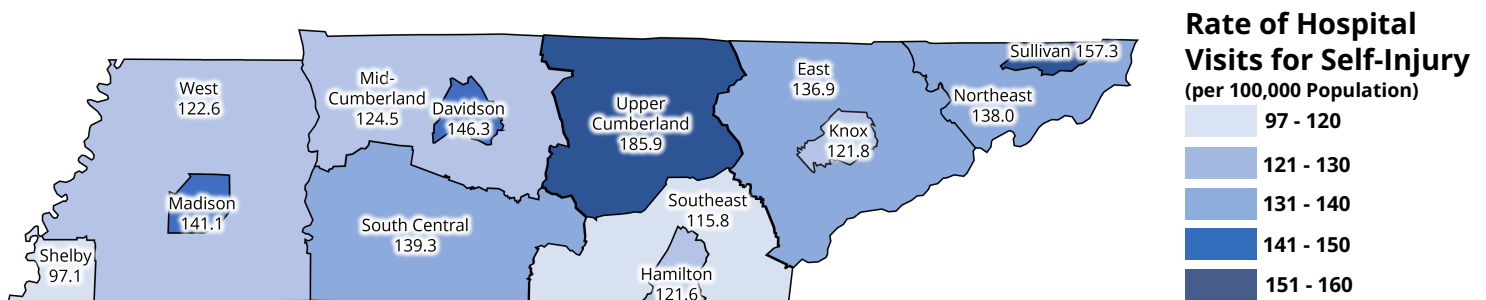 Rate of Hospital
Visits for Self-Injury
(per 100,000 Population)
97 - 120
121 - 130
131 - 140
141 - 150
151 - 160
West
122.6
Mid-
Cumberland
124.5
Davidson
146.3
Upper
Cumberland
185.9
East
136.9
Knox
121.8
Northeast
138.0
Sullivan 157.3
Madison
141.1
Shelby
97.1
South Central
139.3
Southeast
115.8
Hamilton
121.6